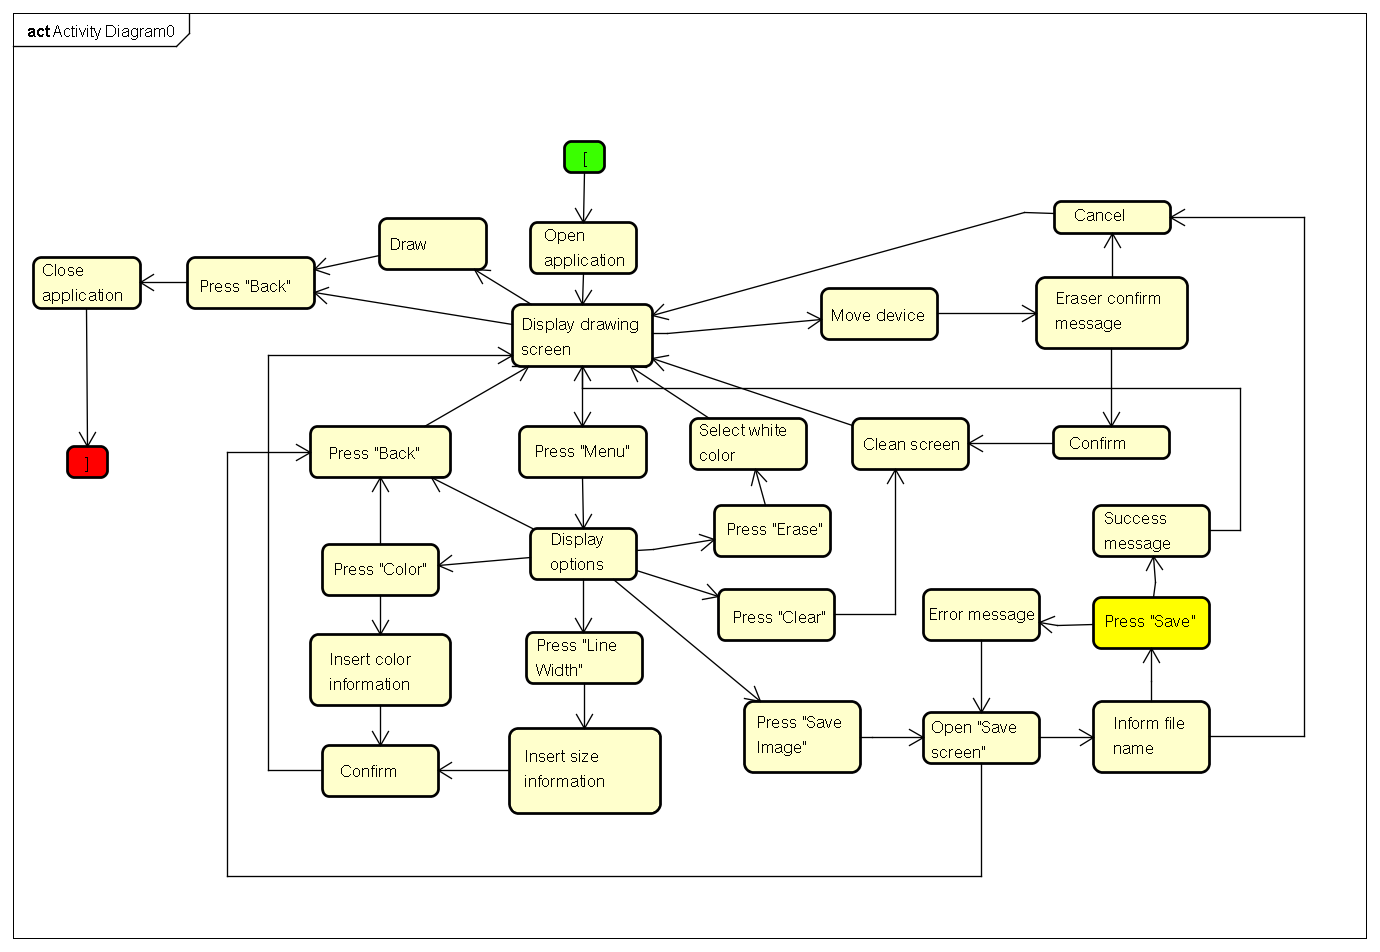 act Activity Diagram0
[
Open
application
Draw
Close
application
Press "Back"
Display drawing
screen
Move device
Cancel
Eraser confirm
message
Confirm
Press "Back"
Press "Menu"
Select white
color
Clean screen
Display
options
Press "Erase"
Success
message
]
Press "Color"
Press "Clear"
Error message
Press "Save"
Insert color
information
Press "Line
Width"
Press "Save
Image"
Open "Save
screen"
Inform file
name
Confirm
Insert size
information